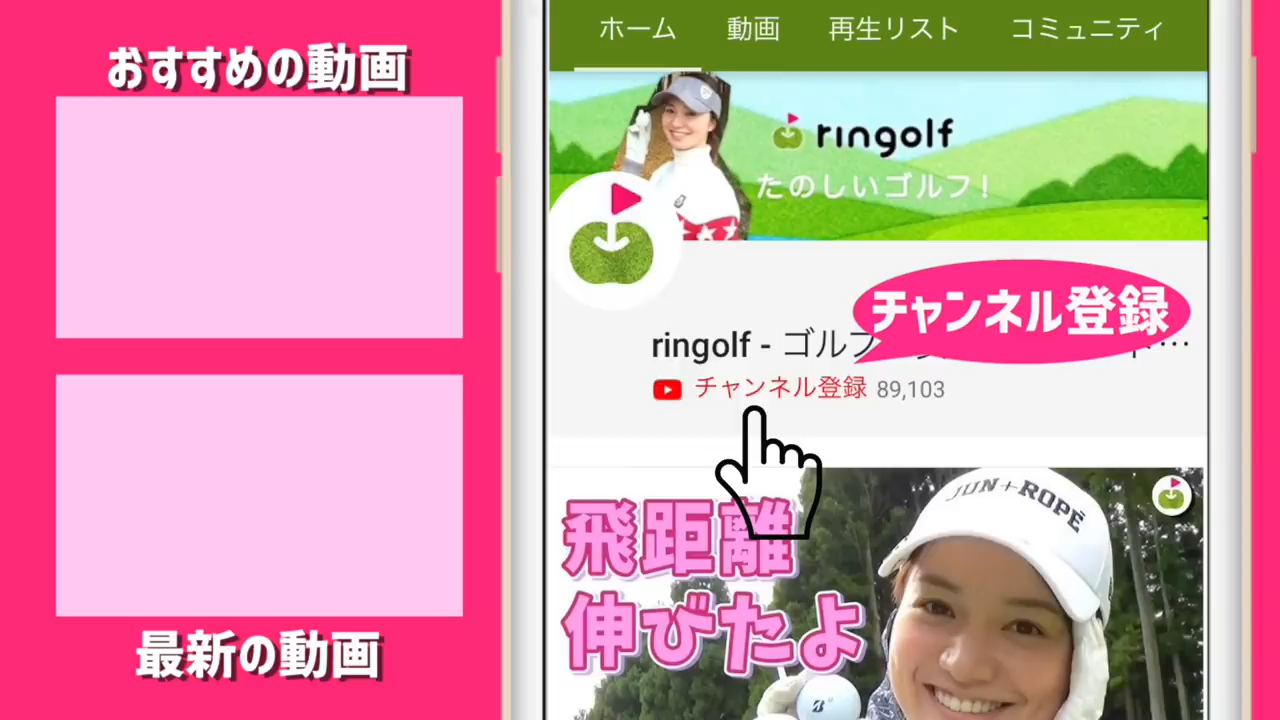 おすすめの動画
最新の動画
ホーム 動画 再生リスト コミュニティ
ringolf
たのしいゴルフ!
チャンネル登録
ringolf - ゴルフ
チャンネル登録 89,103
JUN+ROPÉ
飛距離
伸びたよ
B